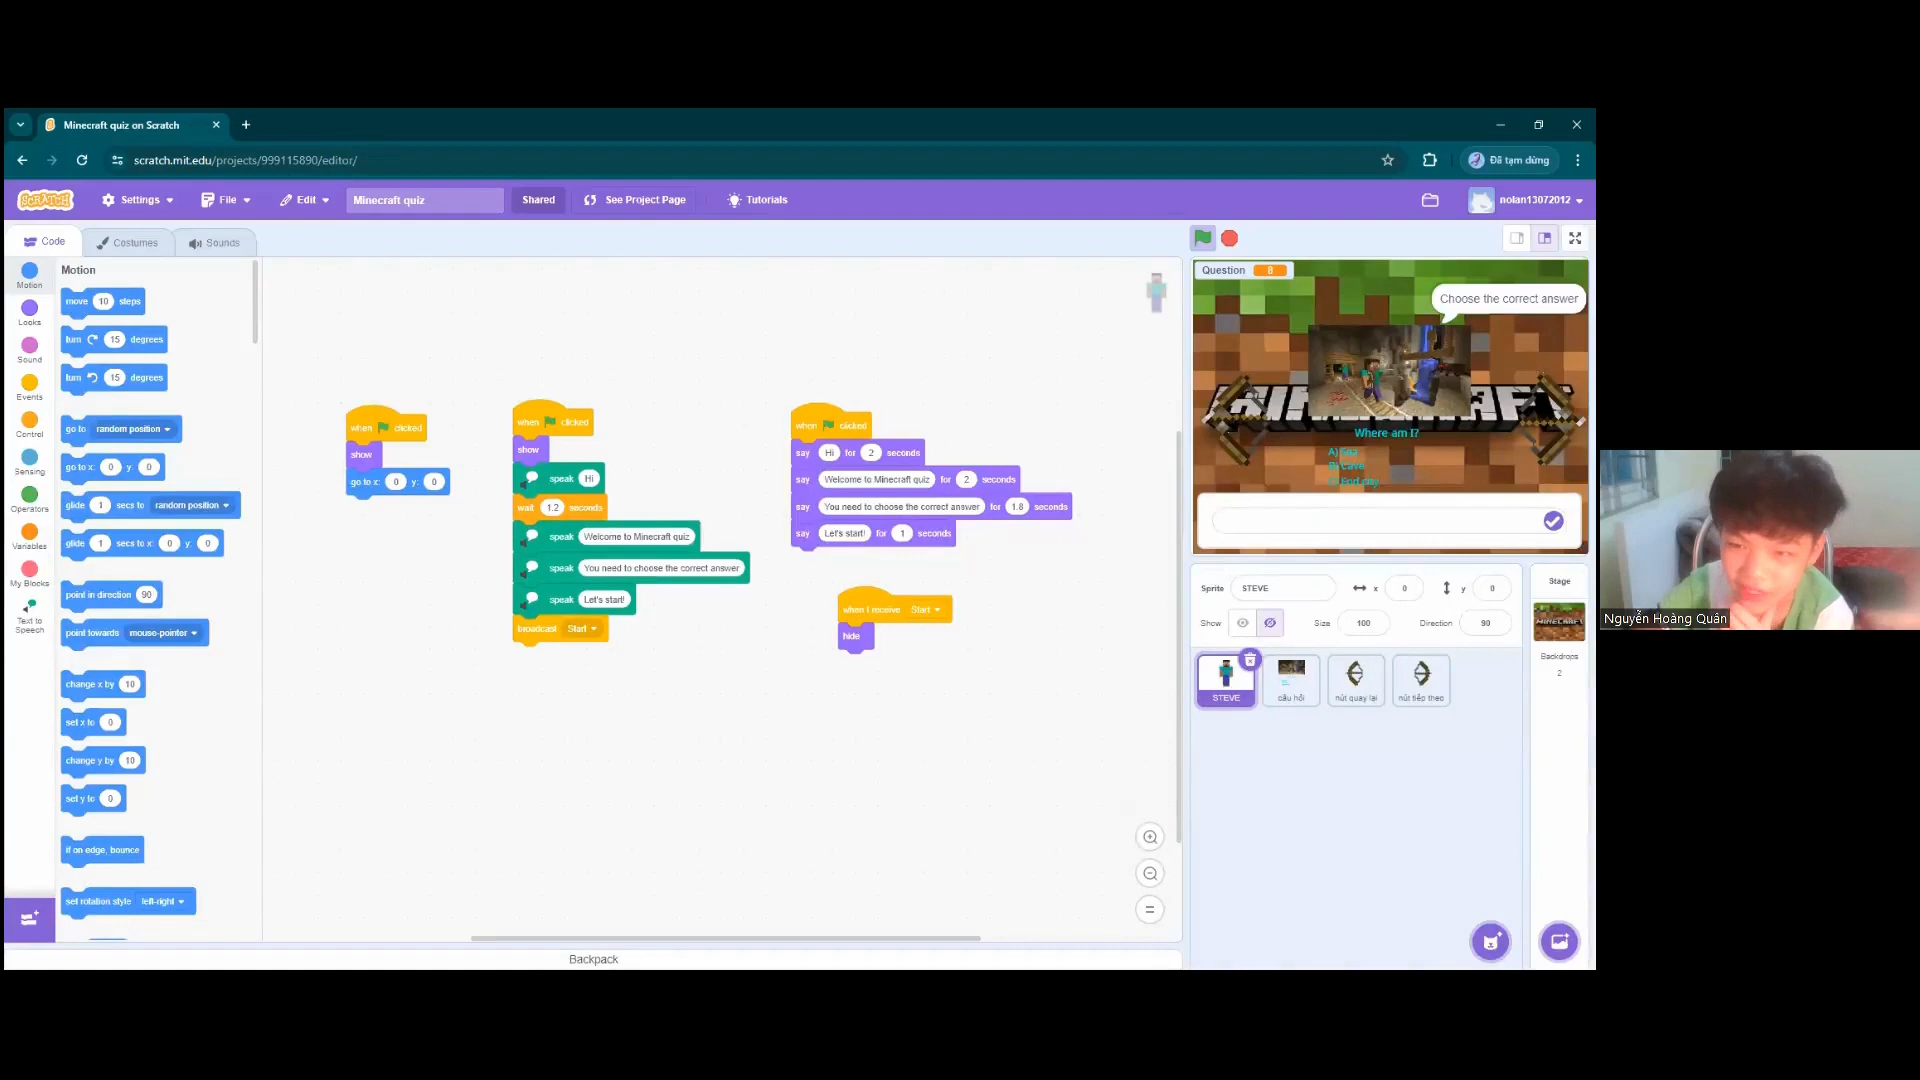 Minecraft quiz on Scratch
scratch.mit.edu/projects/999115890/editor/
Đã tạm dừng
SCRATCH
Settings
File
Edit
Minecraft quiz
Shared
See Project Page
Tutorials
nolan13072012
Code
Costumes
Sounds
Motion
Looks
Sound
Events
Control
Sensing
Operators
Variables
My Blocks
Text to
Speech
Motion
move 10 steps
turn 15 degrees
turn 15 degrees
go to random position
go to x: 0 y: 0
glide 1 secs to random position
glide 1 secs to x: 0 y: 0
point in direction 90
point towards mouse-pointer
change x by 10
set x to 0
change y by 10
set y to 0
if on edge, bounce
set rotation style left-right
when clicked
show
go to x: 0 y: 0
when clicked
show
speak Hi
wait 1.2 seconds
speak Welcome to Minecraft quiz
speak You need to choose the correct answer
speak Let's start!
broadcast Start
when clicked
say Hi for 2 seconds
say Welcome to Minecraft quiz for 2 seconds
say You need to choose the correct answer for 1.8 seconds
say Let's start! for 1 seconds
when I receive Start
hide
Backpack
Question 8
Choose the correct answer
MINECRAFT
Where am I?
A) Sea
B) Cave
C) End city
Sprite STEVE x 0 y 0
Show Size 100 Direction 90
STEVE
câu hỏi
nút quay lại
nút tiếp theo
Stage
MINECRAFT
Backdrops
2
Nguyễn Hoàng Quân